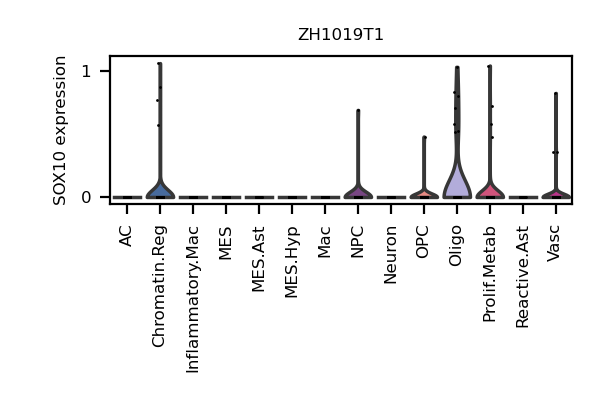 ZH1019T1
SOX10 expression
1
0
AC
Chromatin.Reg
Inflammatory.Mac
MES
MES.Ast
MES.Hyp
Mac
NPC
Neuron
OPC
Oligo
Prolif.Metab
Reactive.Ast
Vasc